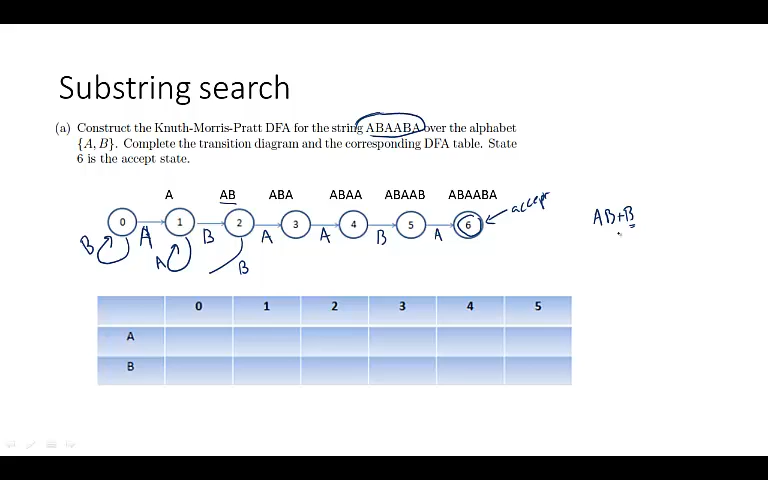 Substring search
(a) Construct the Knuth-Morris-Pratt DFA for the string ABAABA over the alphabet
{A, B}. Complete the transition diagram and the corresponding DFA table. State
6 is the accept state.
A AB ABA ABAA ABAAB ABAABA
accept
0 1 2 3 4 5 6
A B A A B A
B A B
AB+B
0 1 2 3 4 5
A
B